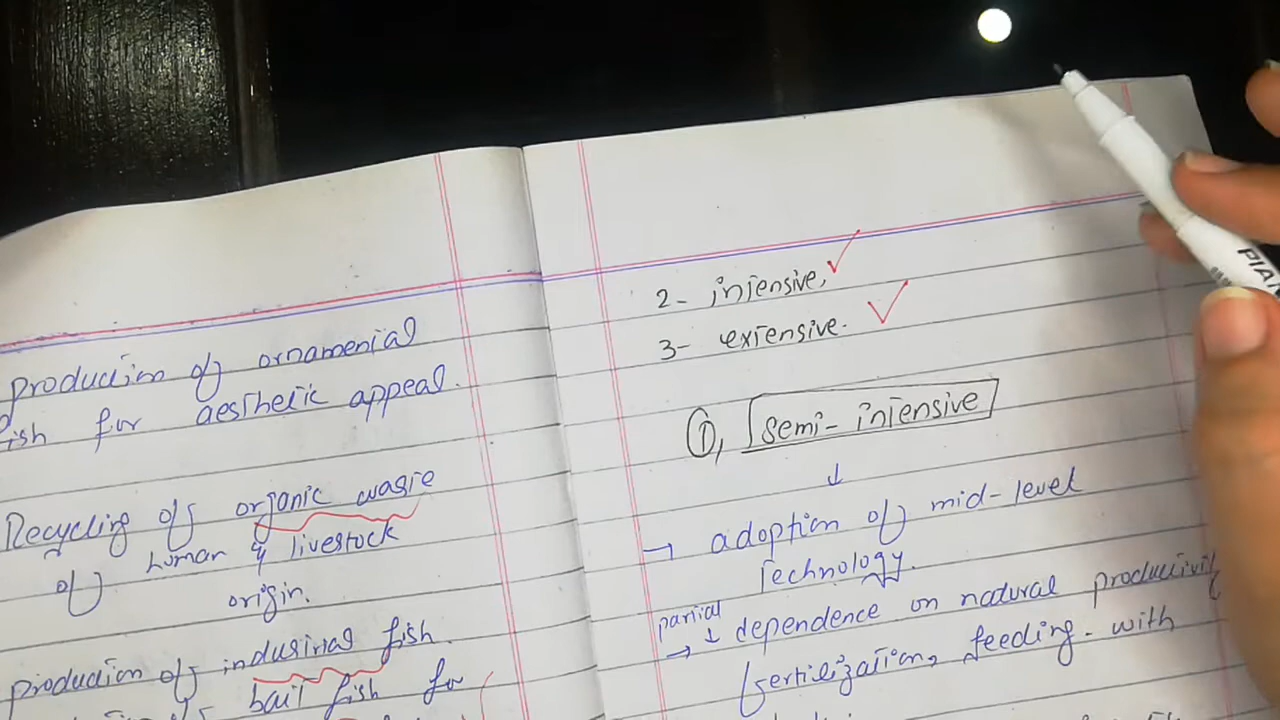 production of ornamental
fish for aesthetic appeal.
Recycling of organic waste
of human & livestock
origin.
production of industrial fish.
bait fish for
2- intensive,
3- extensive.
①, semi-intensive
→ adoption of mid-level
Technology.
partial
→ dependence on natural productivity
fertilization, feeding. with
PIAN